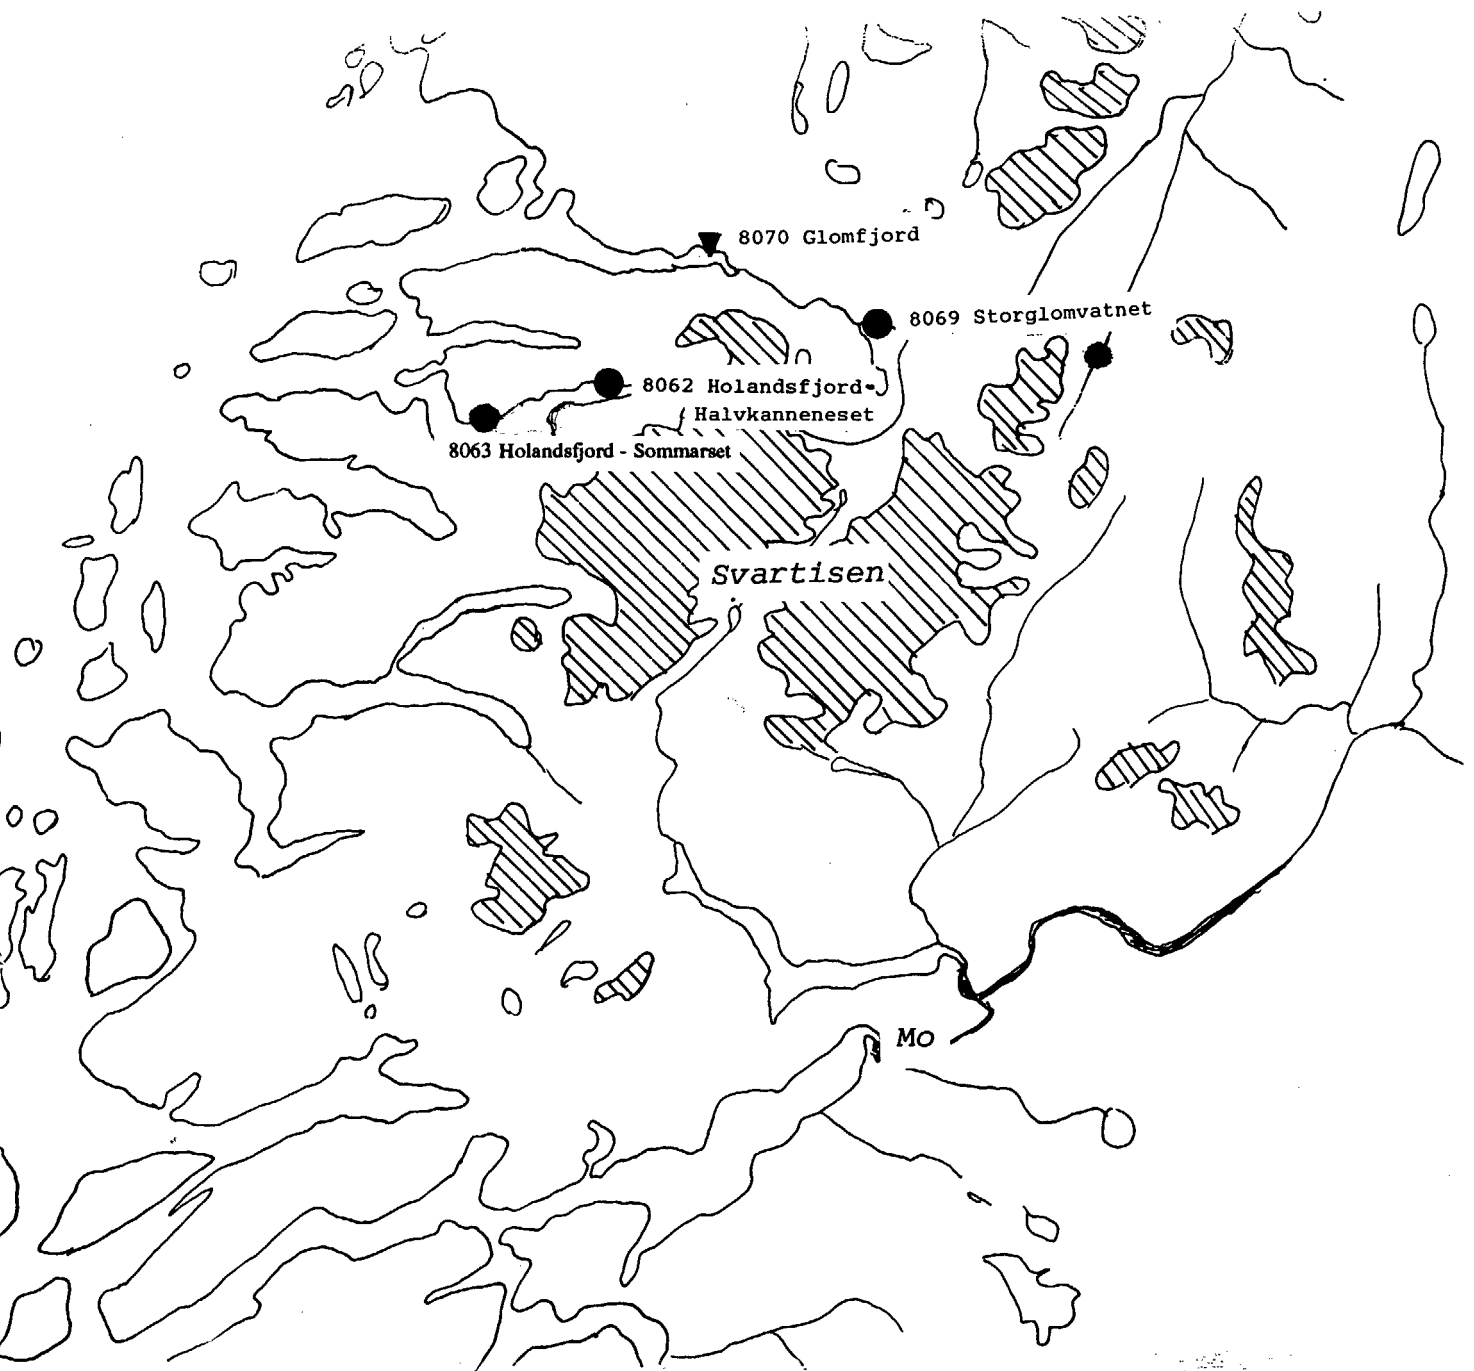 8070 Glomfjord
8069 Storglomvatnet
8062 Holandsfjord-
Halvkanneneset
8063 Holandsfjord - Sommarset
Svartisen
Mo